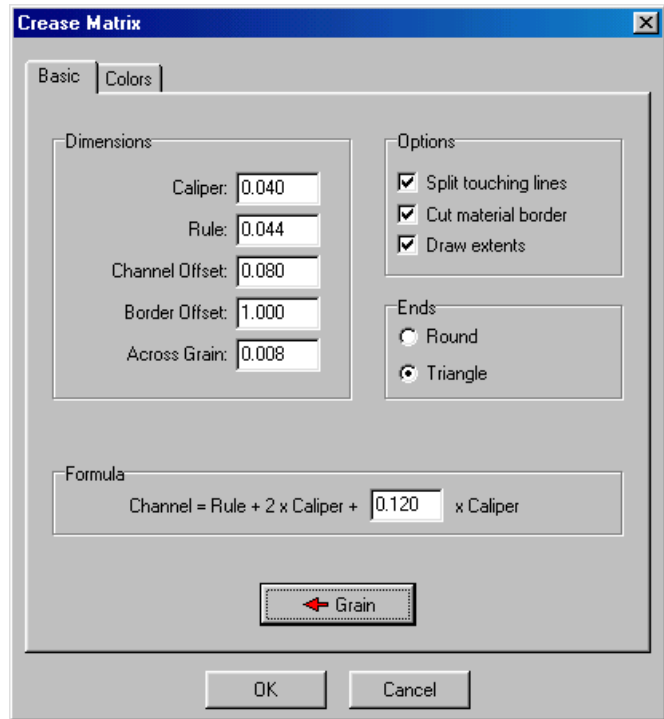 Crease Matrix
Basic
Colors
Dimensions
Caliper: 0.040
Rule: 0.044
Channel Offset: 0.080
Border Offset: 1.000
Across Grain: 0.008
Options
Split touching lines
Cut material border
Draw extents
Ends
Round
Triangle
Formula
Channel = Rule + 2 x Caliper + 0.120 x Caliper
Grain
OK
Cancel